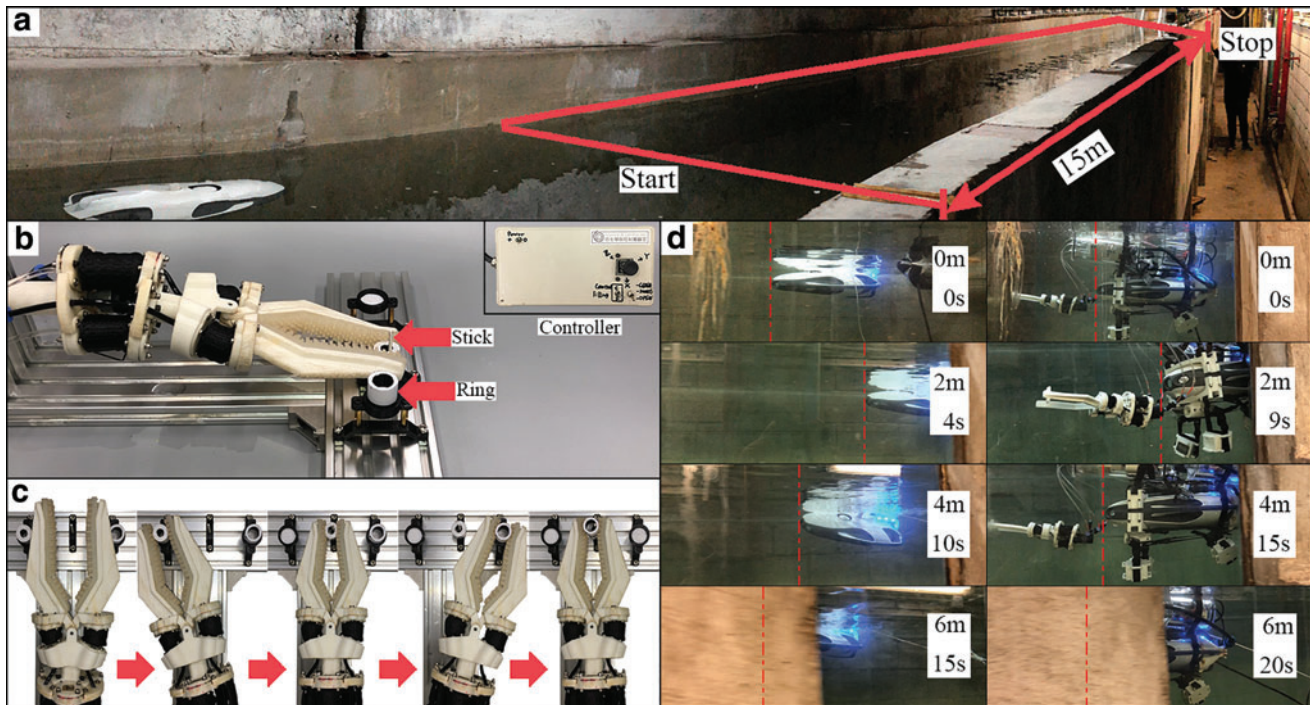 a
Start
15m
Stop
b
Controller
Stick
Ring
c
d
0m
0s
2m
4s
4m
10s
6m
15s
0m
0s
2m
9s
4m
15s
6m
20s